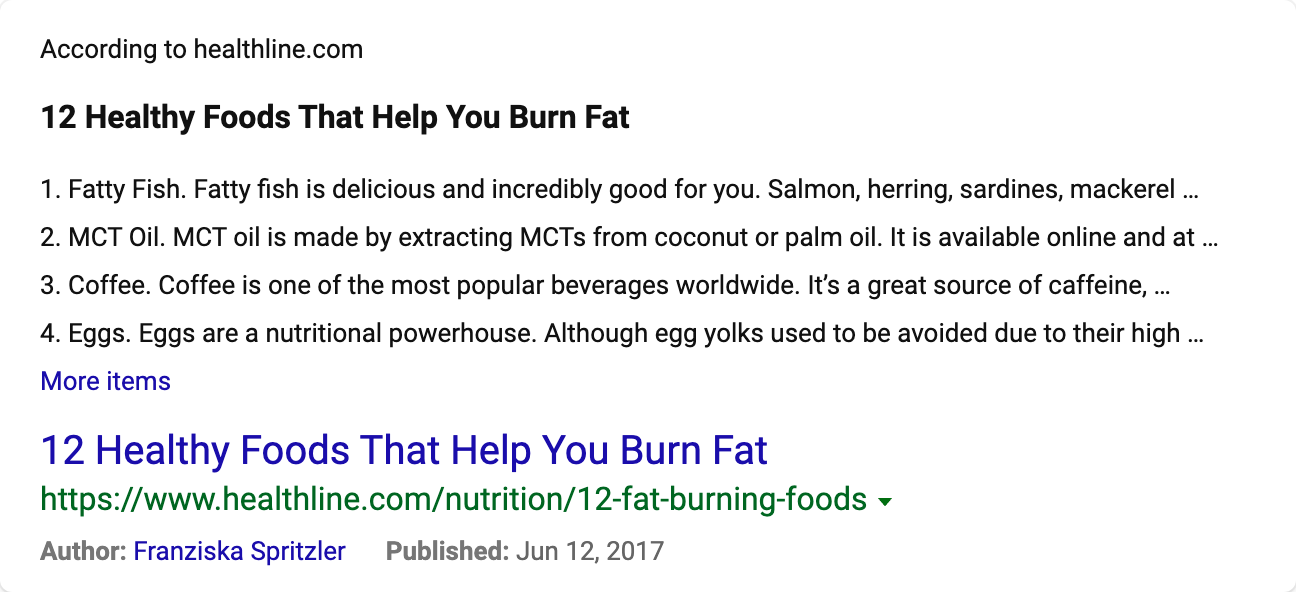 According to healthline.com
12 Healthy Foods That Help You Burn Fat
1. Fatty Fish. Fatty fish is delicious and incredibly good for you. Salmon, herring, sardines, mackerel ...
2. MCT Oil. MCT oil is made by extracting MCTs from coconut or palm oil. It is available online and at ...
3. Coffee. Coffee is one of the most popular beverages worldwide. It’s a great source of caffeine, ...
4. Eggs. Eggs are a nutritional powerhouse. Although egg yolks used to be avoided due to their high ...
More items
12 Healthy Foods That Help You Burn Fat
https://www.healthline.com/nutrition/12-fat-burning-foods
Author: Franziska Spritzler Published: Jun 12, 2017